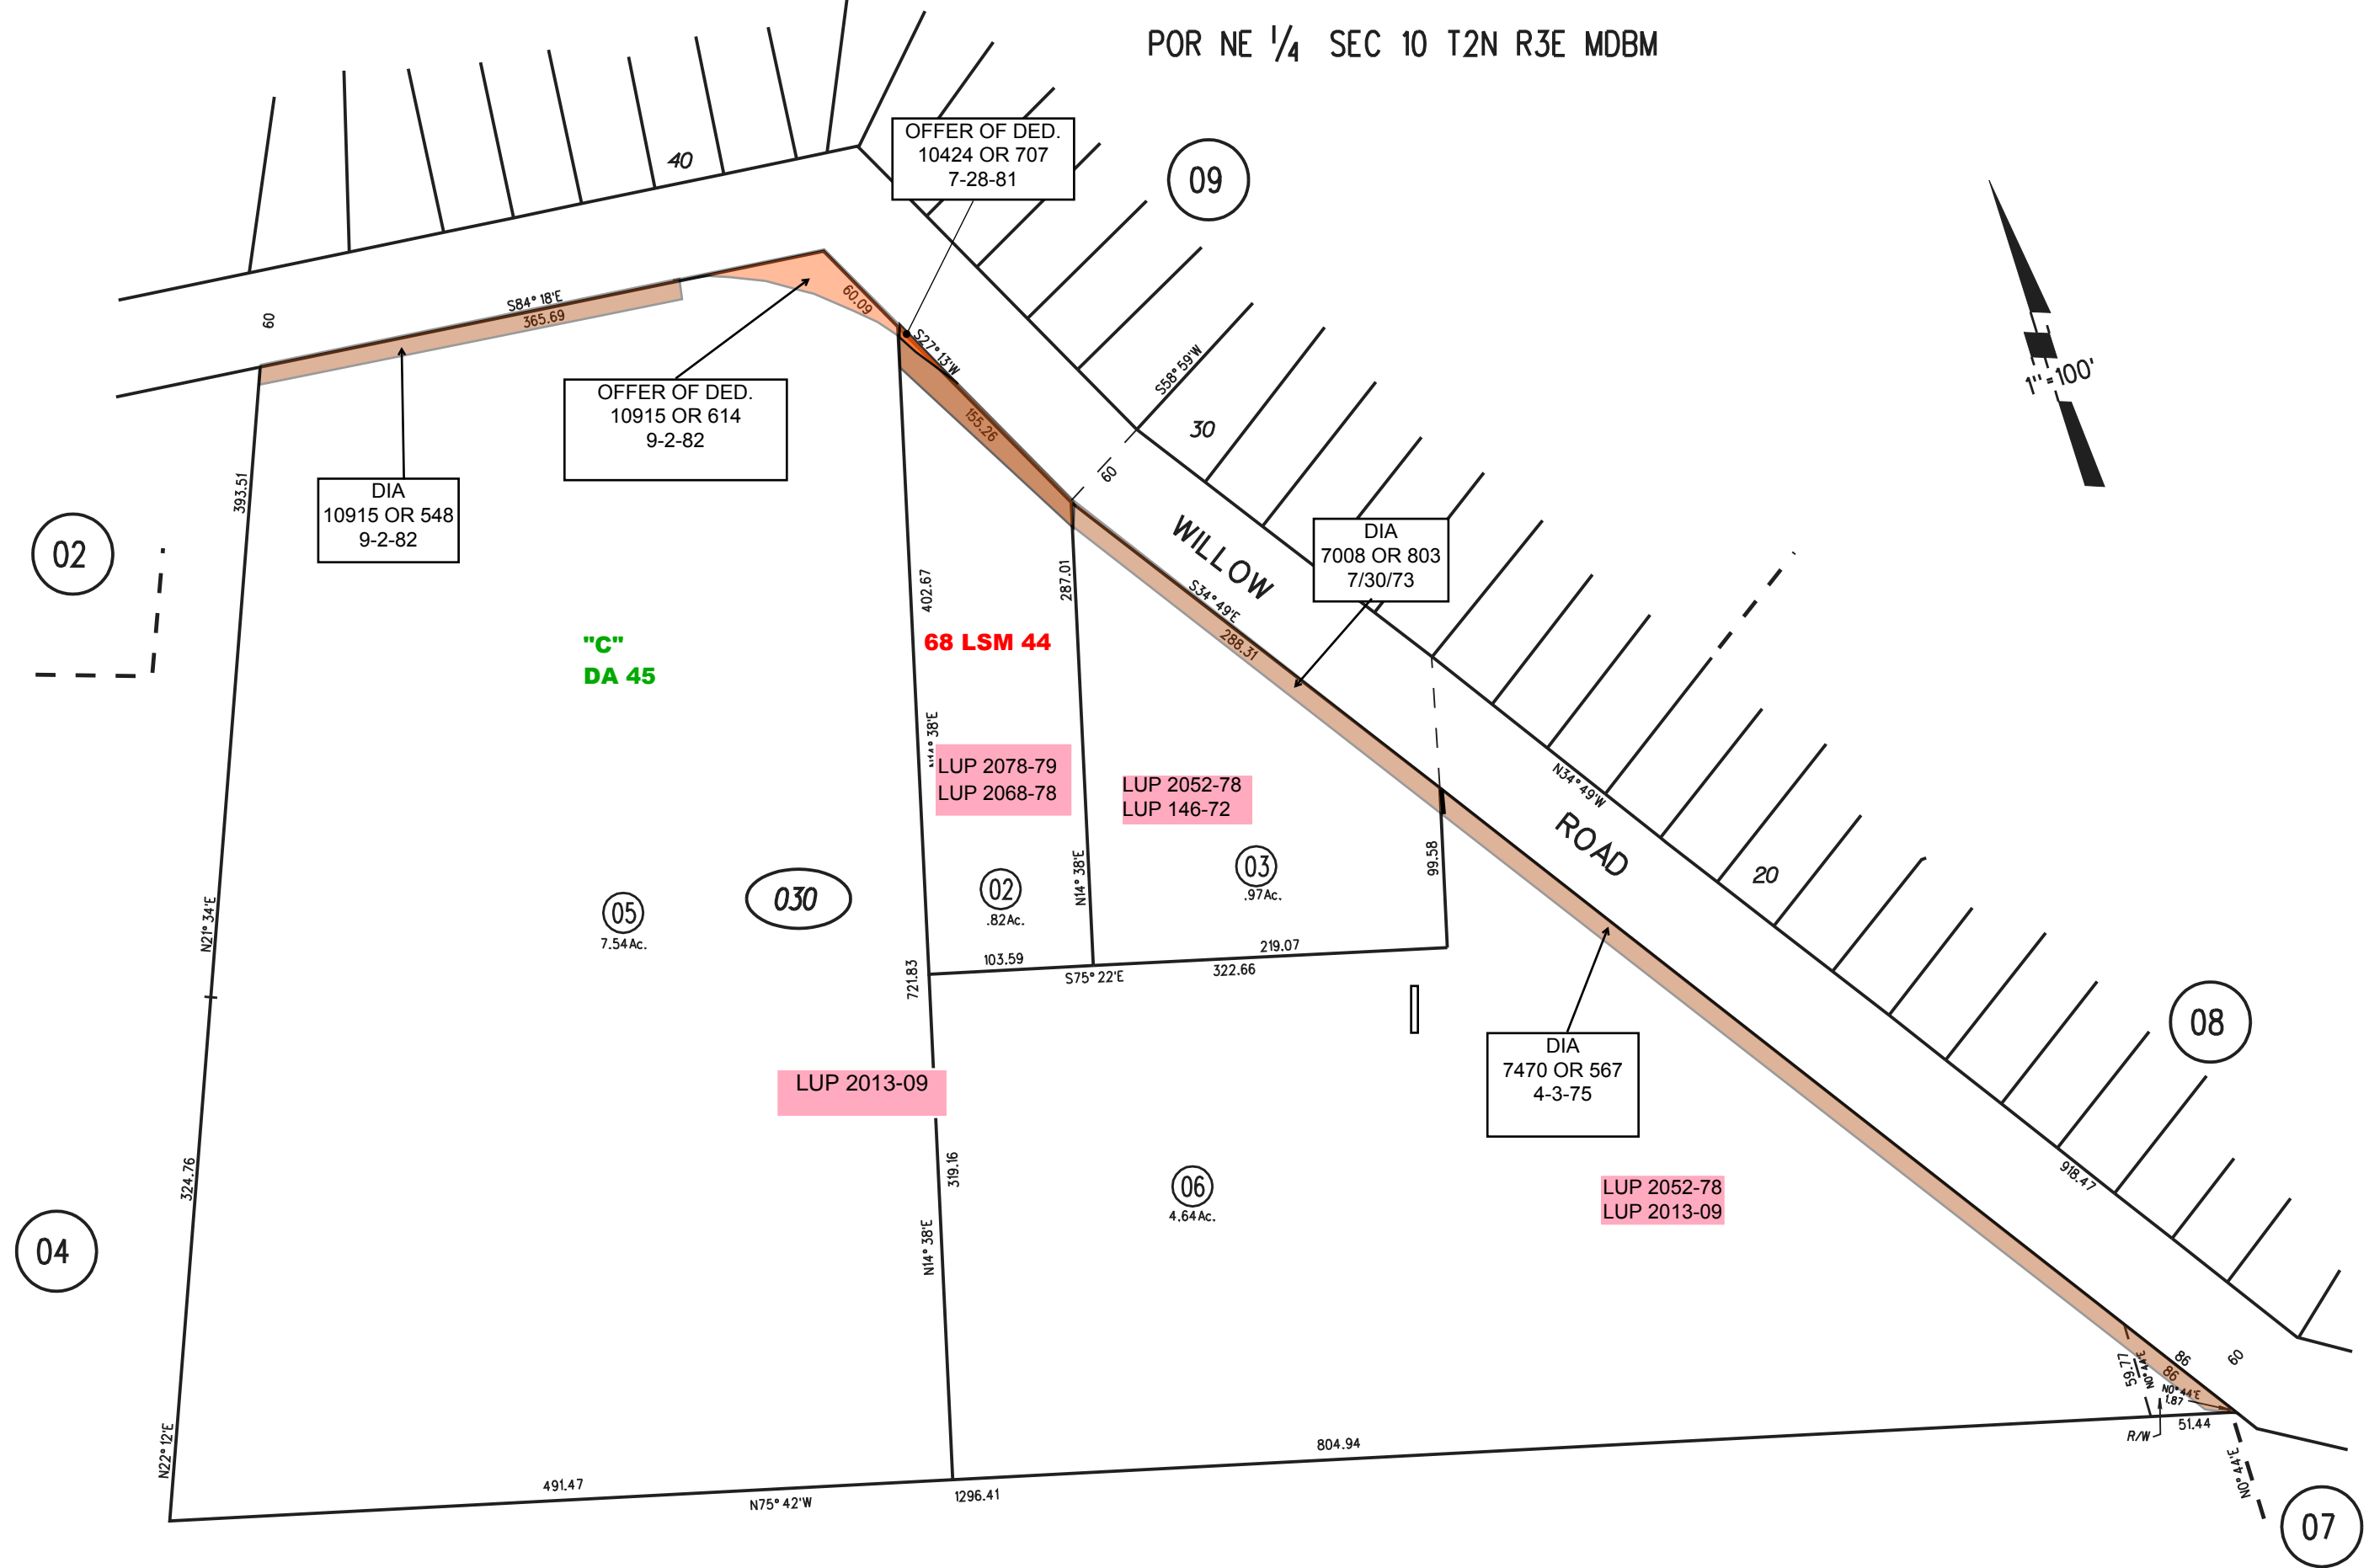 POR NE 1/4 SEC 10 T2N R3E MDBM
40
OFFER OF DED.
10424 OR 707
7-28-81
09
1"=100'
60
S84°18'E
365.69
60.09
S27°13'W
155.26
S58°59'W
30
60
OFFER OF DED.
10915 OR 614
9-2-82
DIA
10915 OR 548
9-2-82
393.51
02
WILLOW
ROAD
DIA
7008 OR 803
7/30/73
402.67
287.01
S34°49'E
288.31
"C"
DA 45
68 LSM 44
N14°38'E
LUP 2078-79
LUP 2068-78
LUP 2052-78
LUP 146-72
N34°49'W
20
99.58
N14°38'E
02
.82Ac.
03
.97Ac.
05
7.54Ac.
030
N21°34'E
103.59
219.07
S75°22'E
322.66
721.83
08
DIA
7470 OR 567
4-3-75
LUP 2013-09
319.16
N14°38'E
06
4.64Ac.
LUP 2052-78
LUP 2013-09
918.47
324.76
04
N22°12'E
86
60
86
59.77
N0°44'E
N0°44'E
1.87
51.44
R/W
804.94
491.47
N75°42'W
1296.41
N0°44'E
07